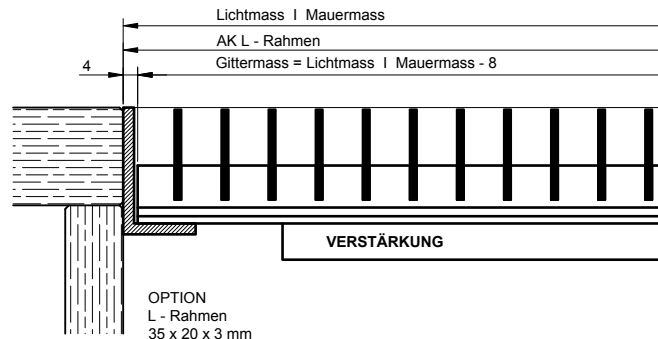 Lichtmass I Mauermass
AK L - Rahmen
4
Gittermass = Lichtmass I Mauermass - 8
VERSTÄRKUNG
OPTION
L - Rahmen
35 x 20 x 3 mm